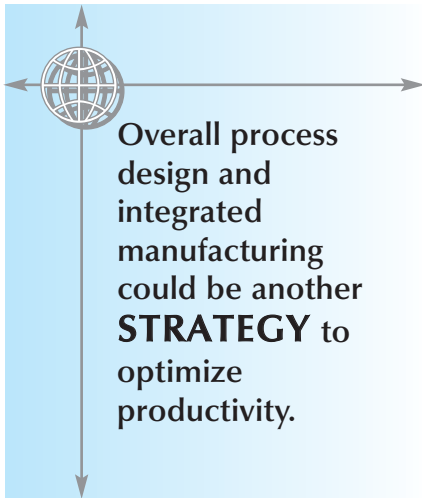 Overall process
design and
integrated
manufacturing
could be another
STRATEGY to
optimize
productivity.